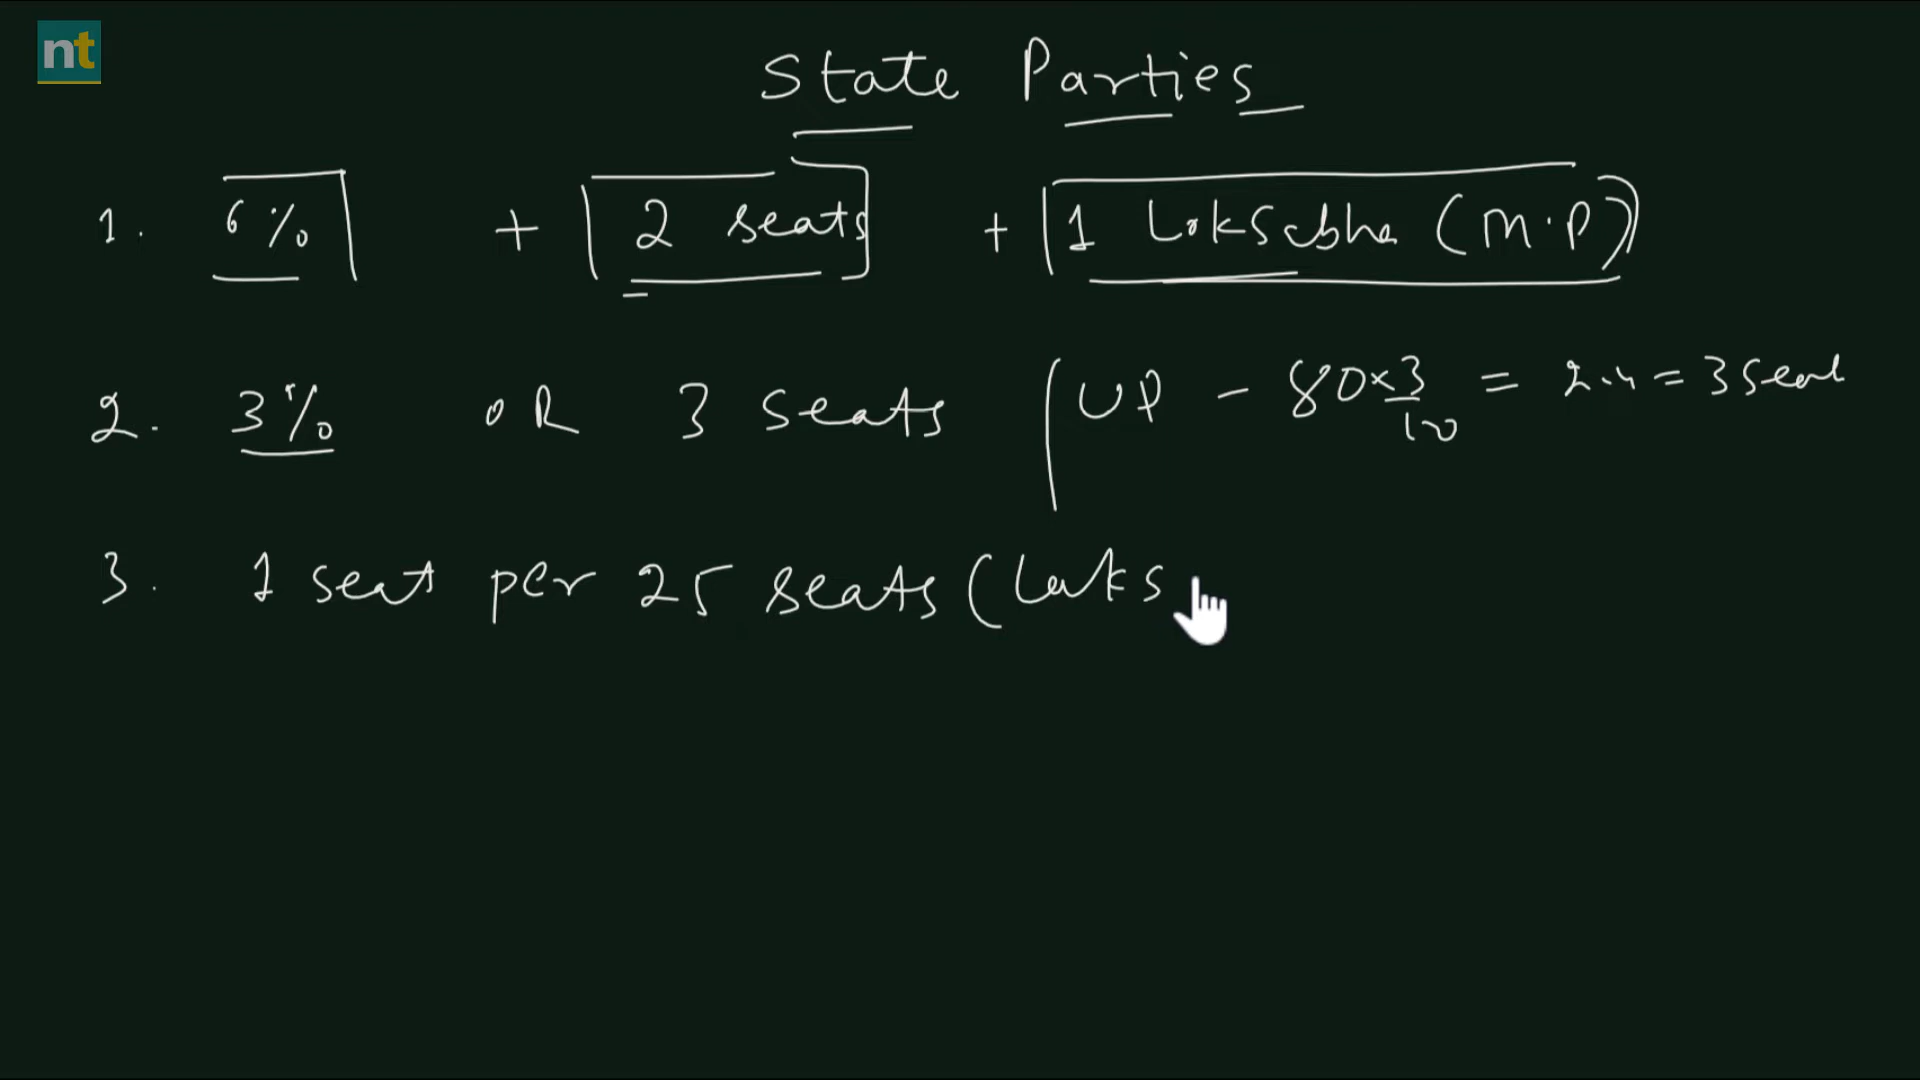 nt
State Parties
1. 6% + 2 seats + 1 Loksabha (M.P)
2. 3% OR 3 seats UP - 80×3/10 = 2.4 = 3 seat
3. 1 seat per 25 seats (Loks